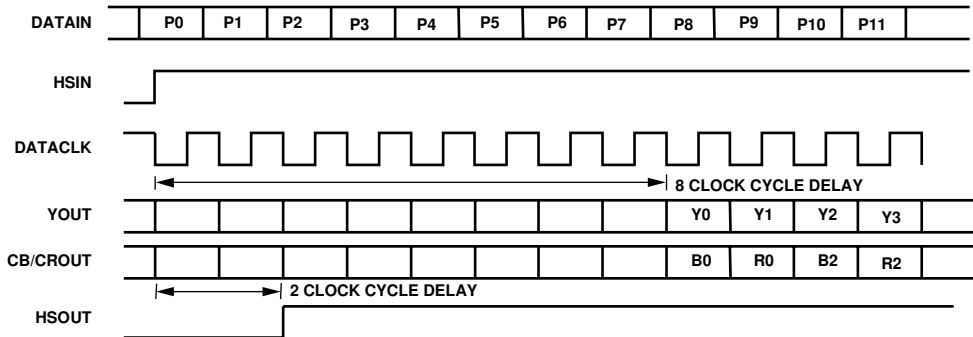 DATAIN P0 P1 P2 P3 P4 P5 P6 P7 P8 P9 P10 P11
HSIN
DATACLK
8 CLOCK CYCLE DELAY
YOUT Y0 Y1 Y2 Y3
CB/CROUT B0 R0 B2 R2
2 CLOCK CYCLE DELAY
HSOUT